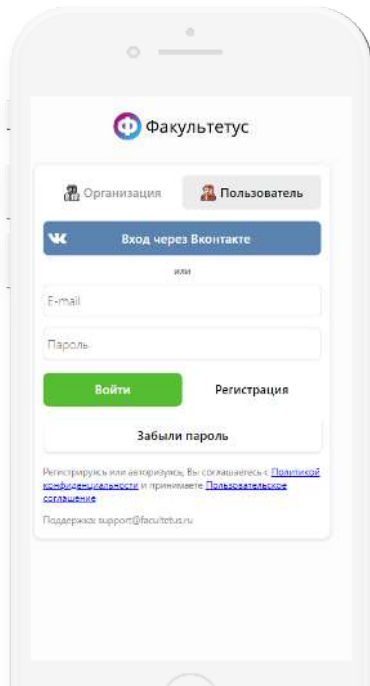 Факультетус
Организация Пользователь
Вход через Вконтакте
или
E-mail
Пароль
Войти Регистрация
Забыли пароль
Регистрируясь или авторизуясь, Вы соглашаетесь с Политикой
конфиденциальности и принимаете Пользовательское
соглашение
Поддержка: support@facultetus.ru